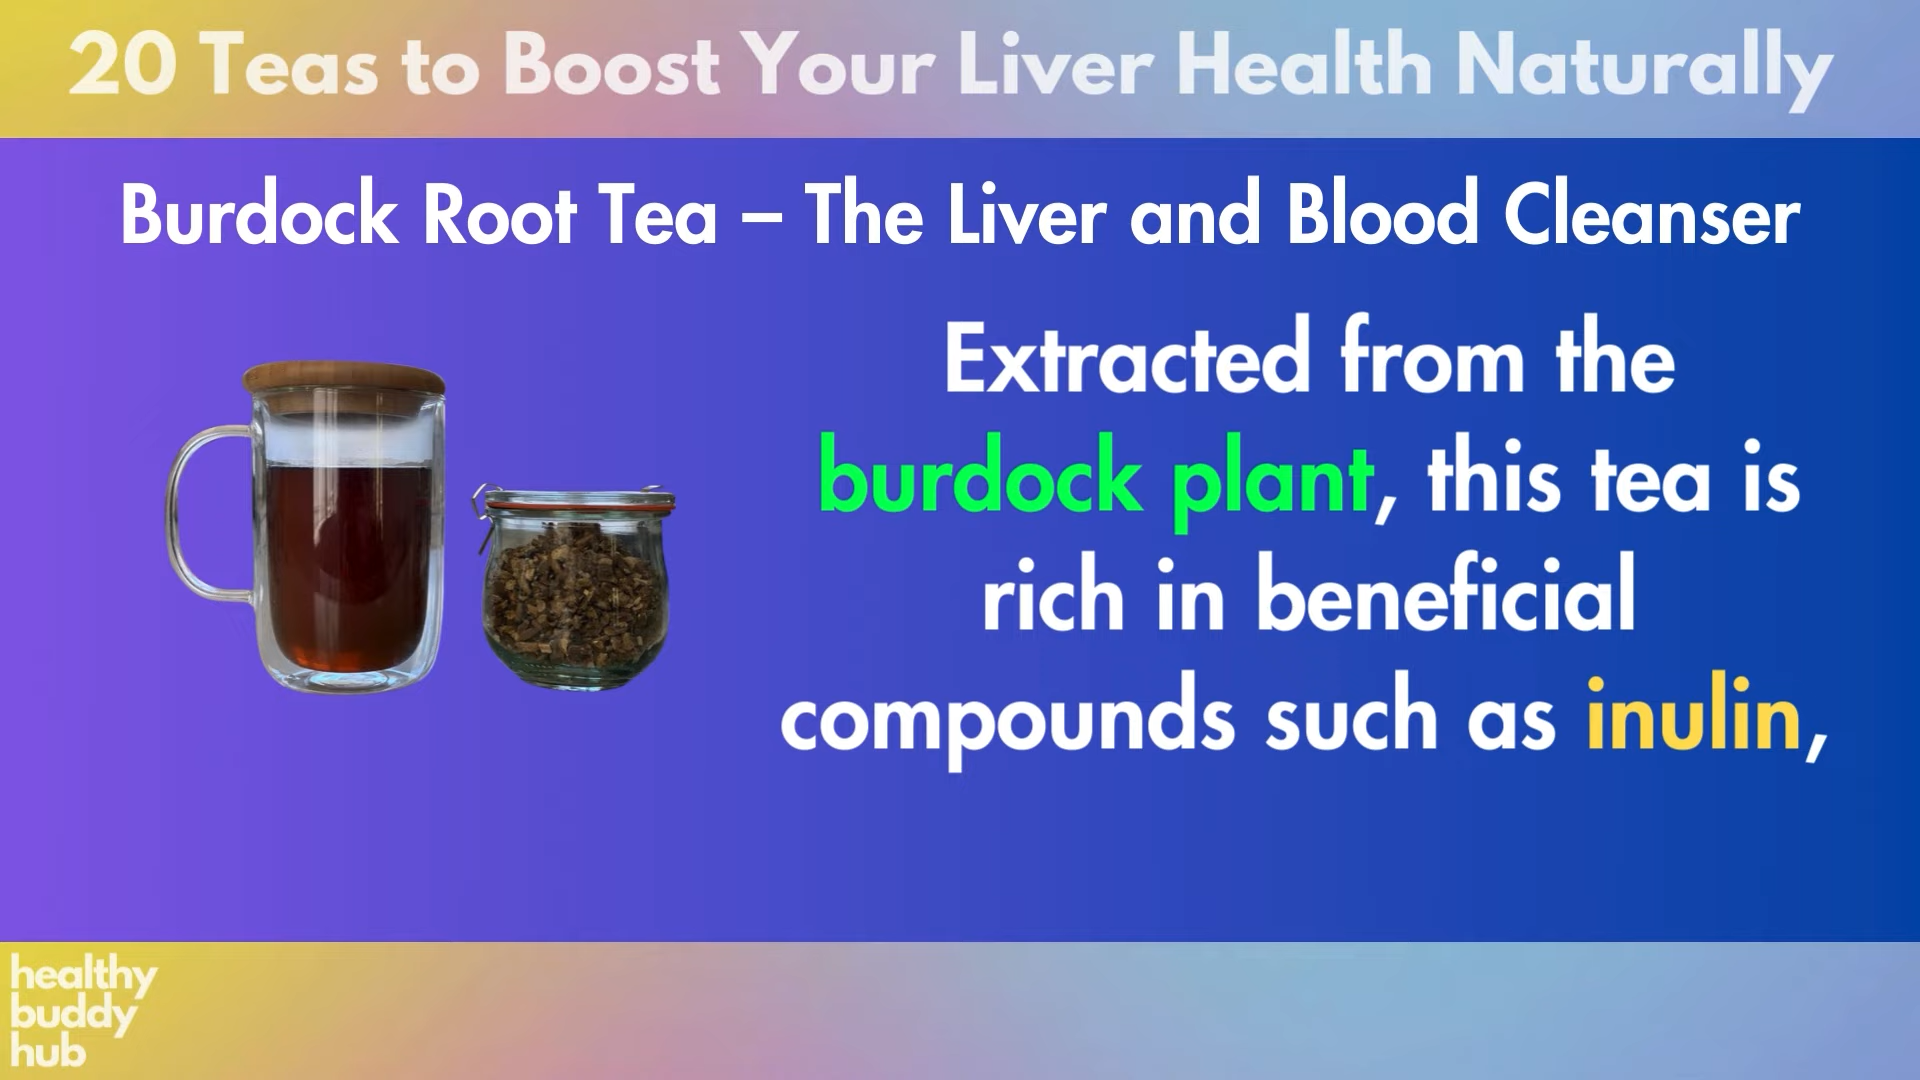 20 Teas to Boost Your Liver Health Naturally
Burdock Root Tea – The Liver and Blood Cleanser
Extracted from the
burdock plant, this tea is
rich in beneficial
compounds such as inulin,
healthy
buddy
hub